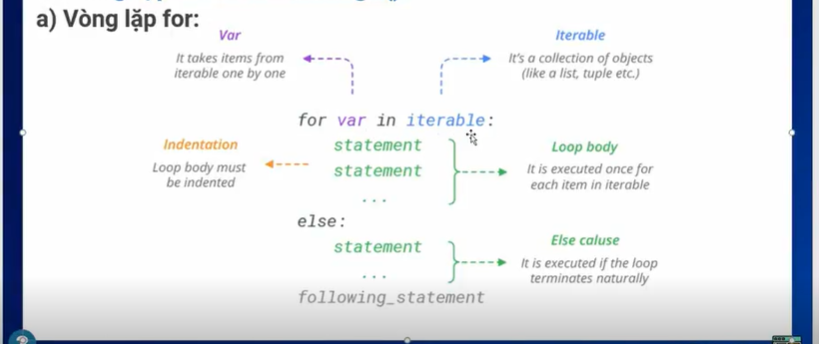 a) Vòng lặp for:
Var
It takes items from
iterable one by one
Iterable
It's a collection of objects
(like a list, tuple etc.)
for var in iterable:
Indentation
Loop body must
be indented
statement
statement
...
Loop body
It is executed once for
each item in iterable
else:
statement
...
Else caluse
It is executed if the loop
terminates naturally
following_statement